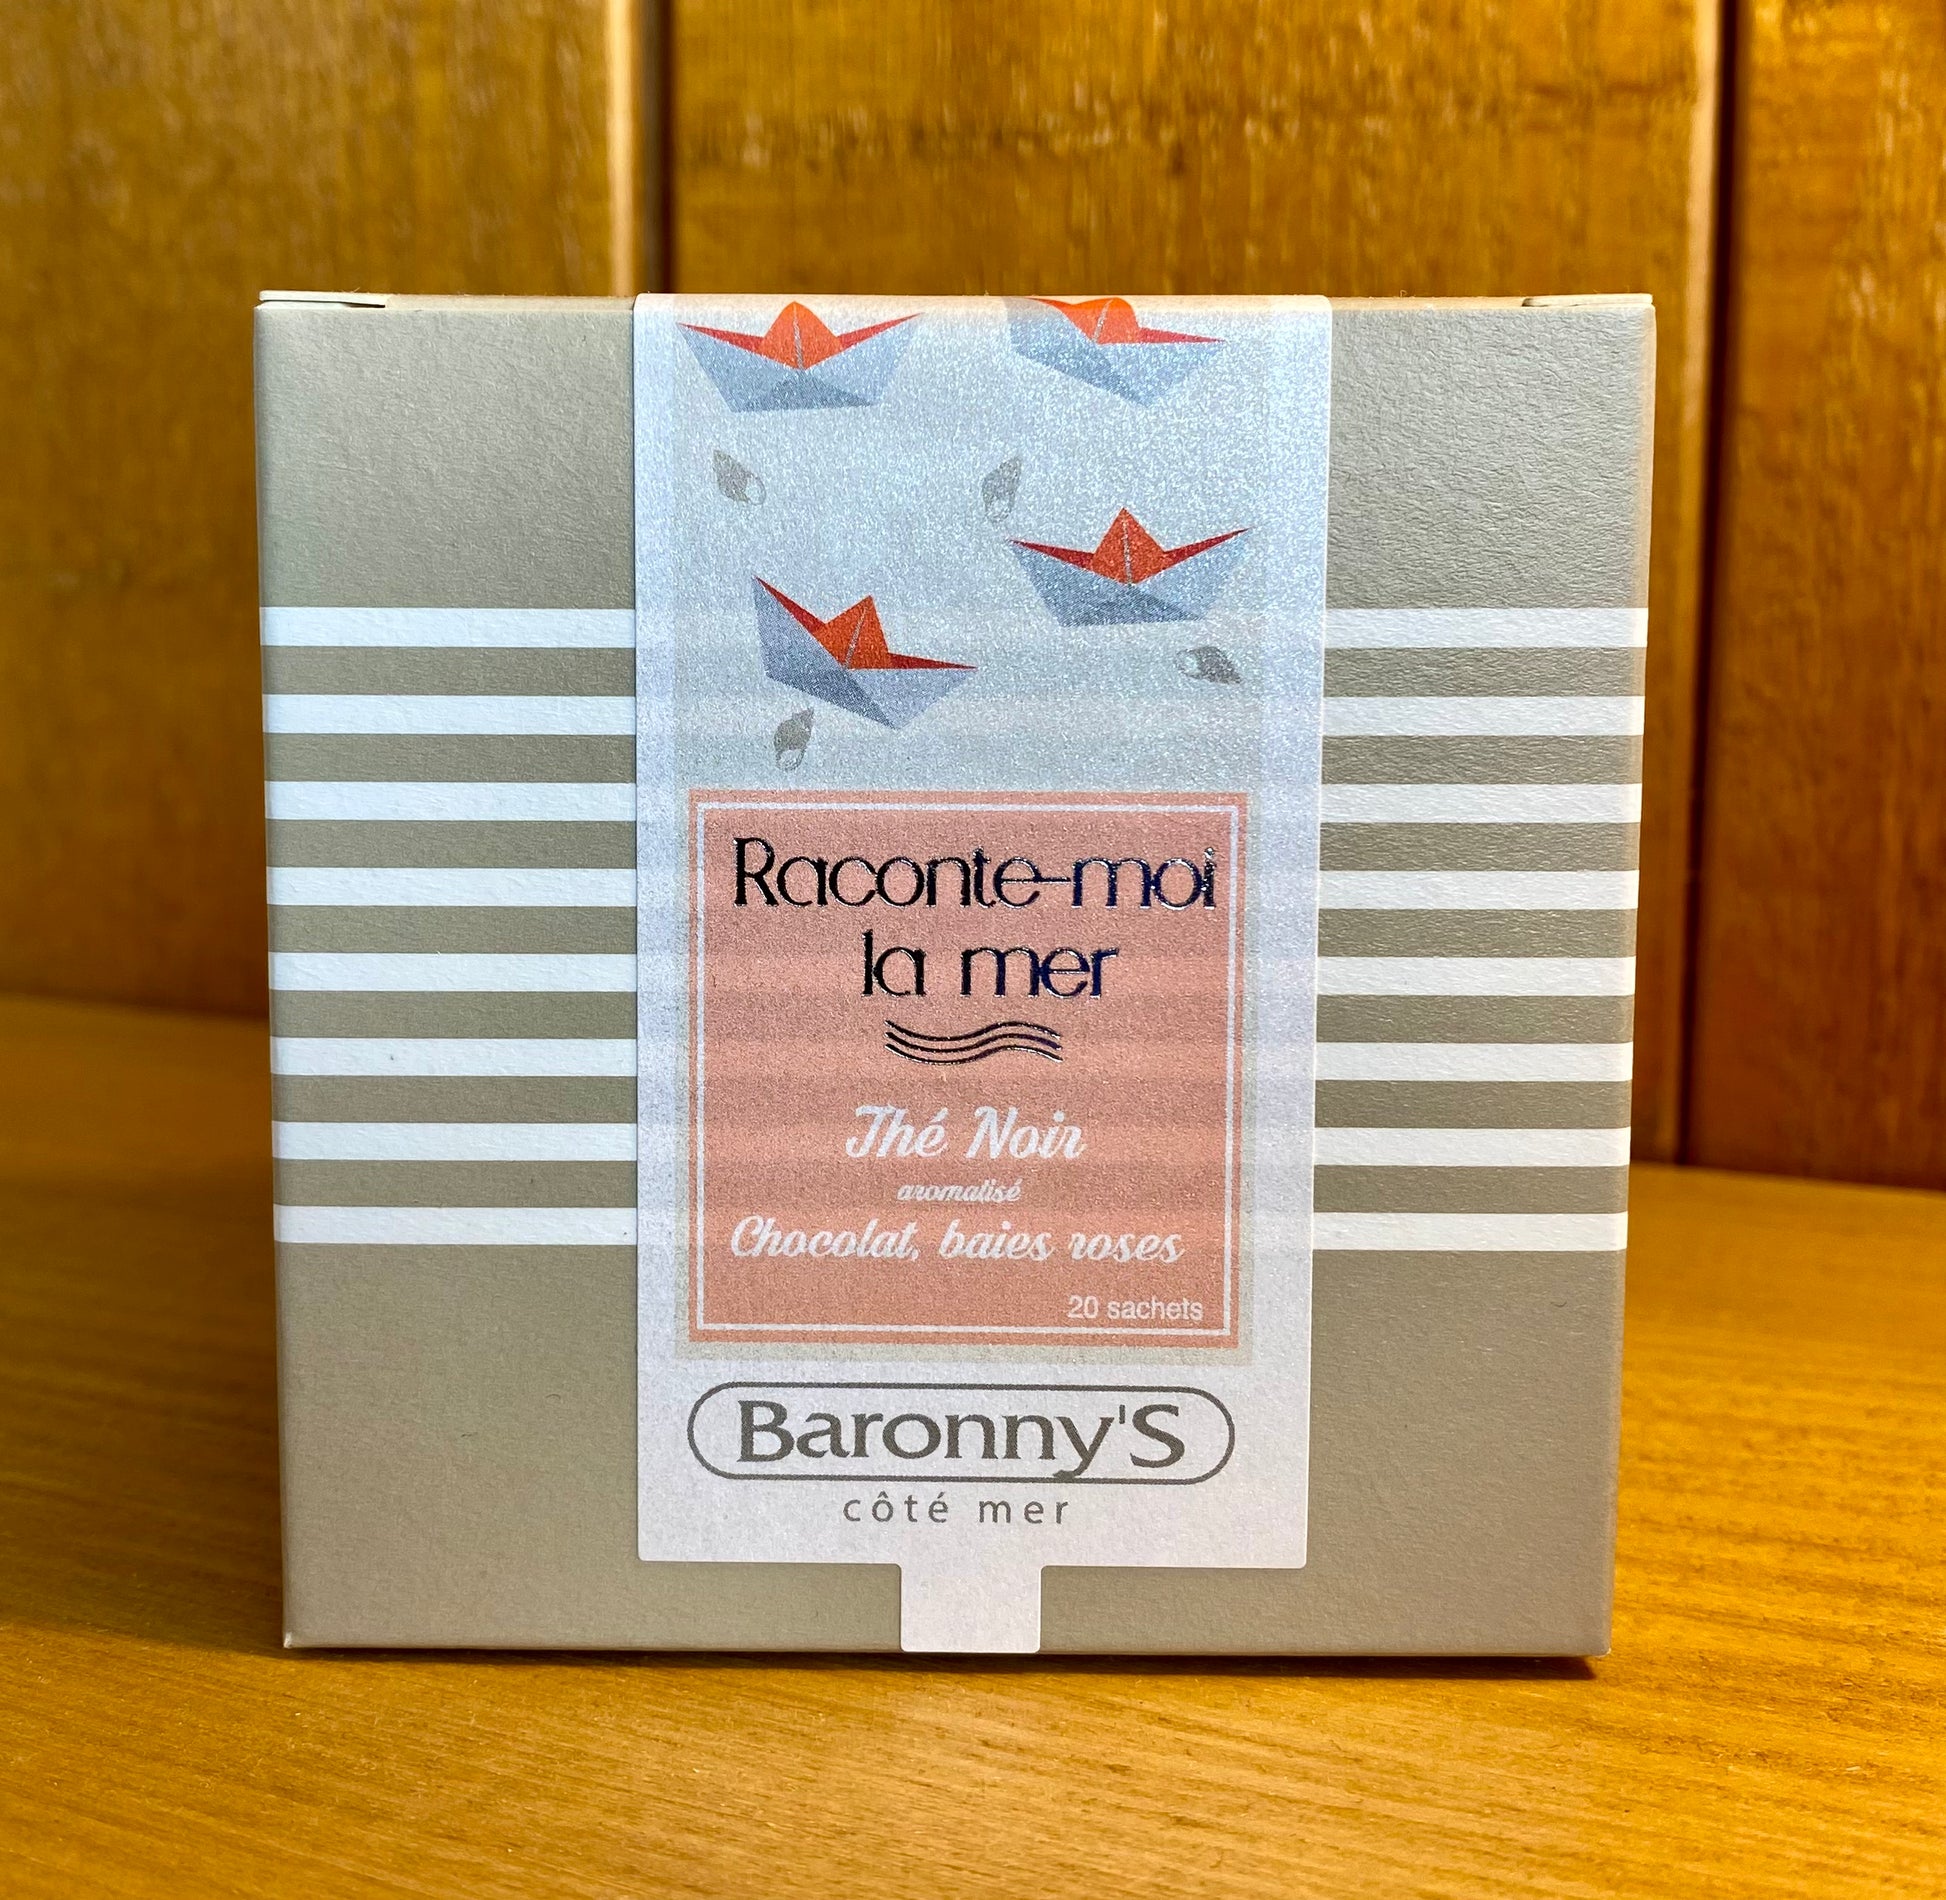 Raconte-moi
la mer
Thé Noir
aromatisé
Chocolat, baies roses
20 sachets
Baronny'S
côté mer